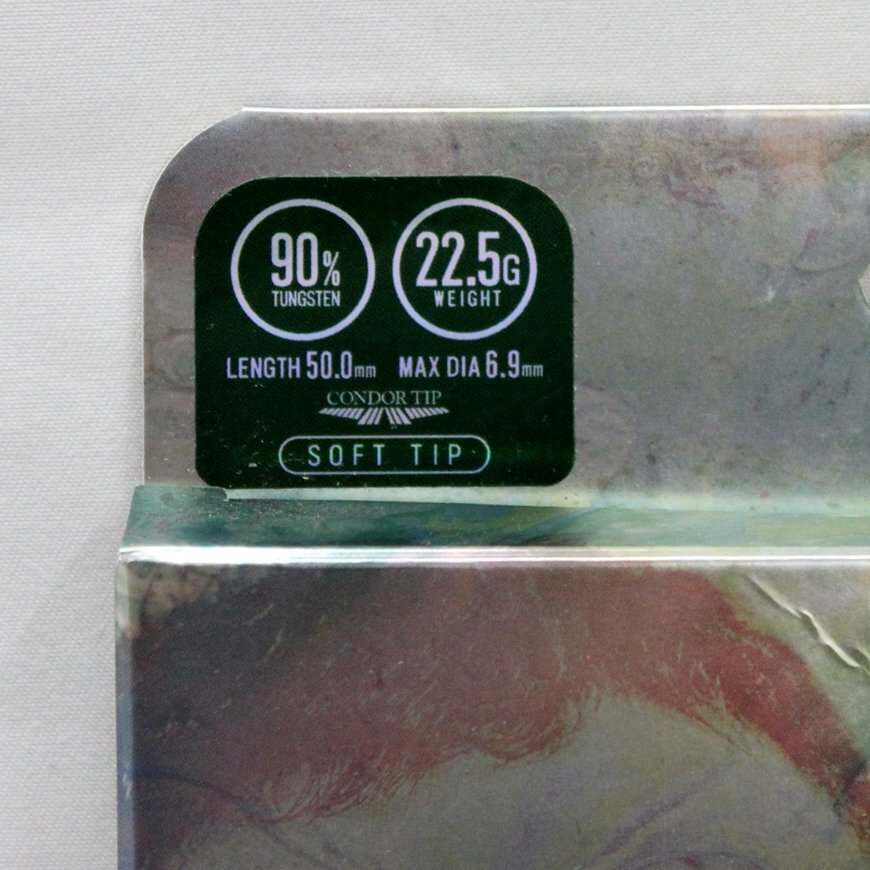 90%
TUNGSTEN
22.5G
WEIGHT
LENGTH 50.0mm MAX DIA 6.9mm
CONDOR TIP
SOFT TIP